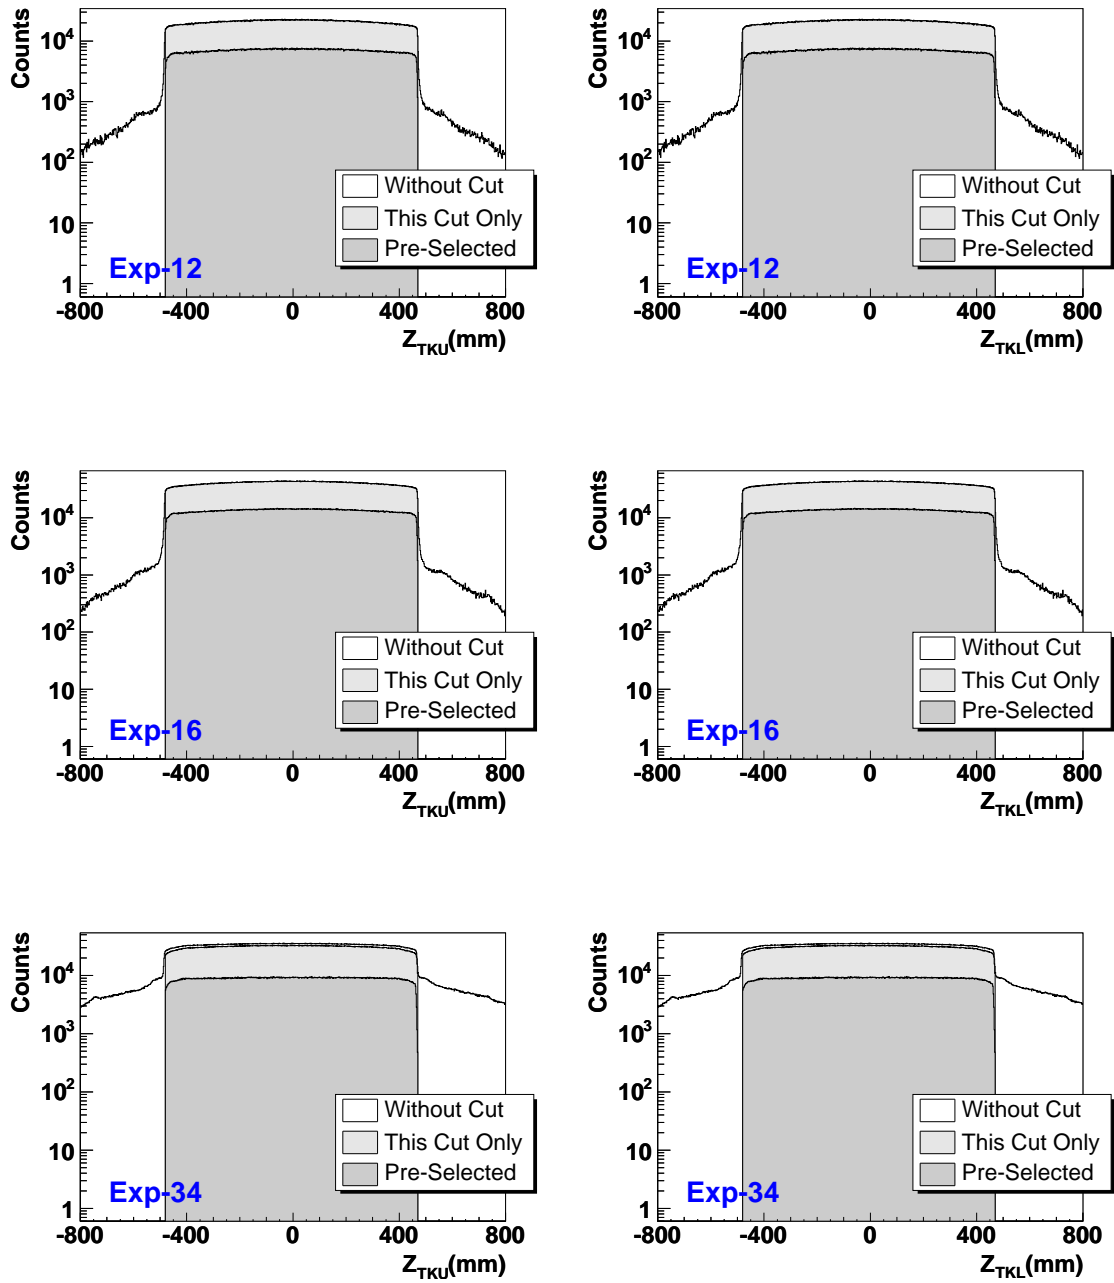 Counts
10^4
10^3
10^2
10
1
Without Cut
This Cut Only
Pre-Selected
Exp-12
-800 -400 0 400 800
Z_TKU(mm)
Counts
10^4
10^3
10^2
10
1
Without Cut
This Cut Only
Pre-Selected
Exp-12
-800 -400 0 400 800
Z_TKL(mm)
Counts
10^4
10^3
10^2
10
1
Without Cut
This Cut Only
Pre-Selected
Exp-16
-800 -400 0 400 800
Z_TKU(mm)
Counts
10^4
10^3
10^2
10
1
Without Cut
This Cut Only
Pre-Selected
Exp-16
-800 -400 0 400 800
Z_TKL(mm)
Counts
10^4
10^3
10^2
10
1
Without Cut
This Cut Only
Pre-Selected
Exp-34
-800 -400 0 400 800
Z_TKU(mm)
Counts
10^4
10^3
10^2
10
1
Without Cut
This Cut Only
Pre-Selected
Exp-34
-800 -400 0 400 800
Z_TKL(mm)